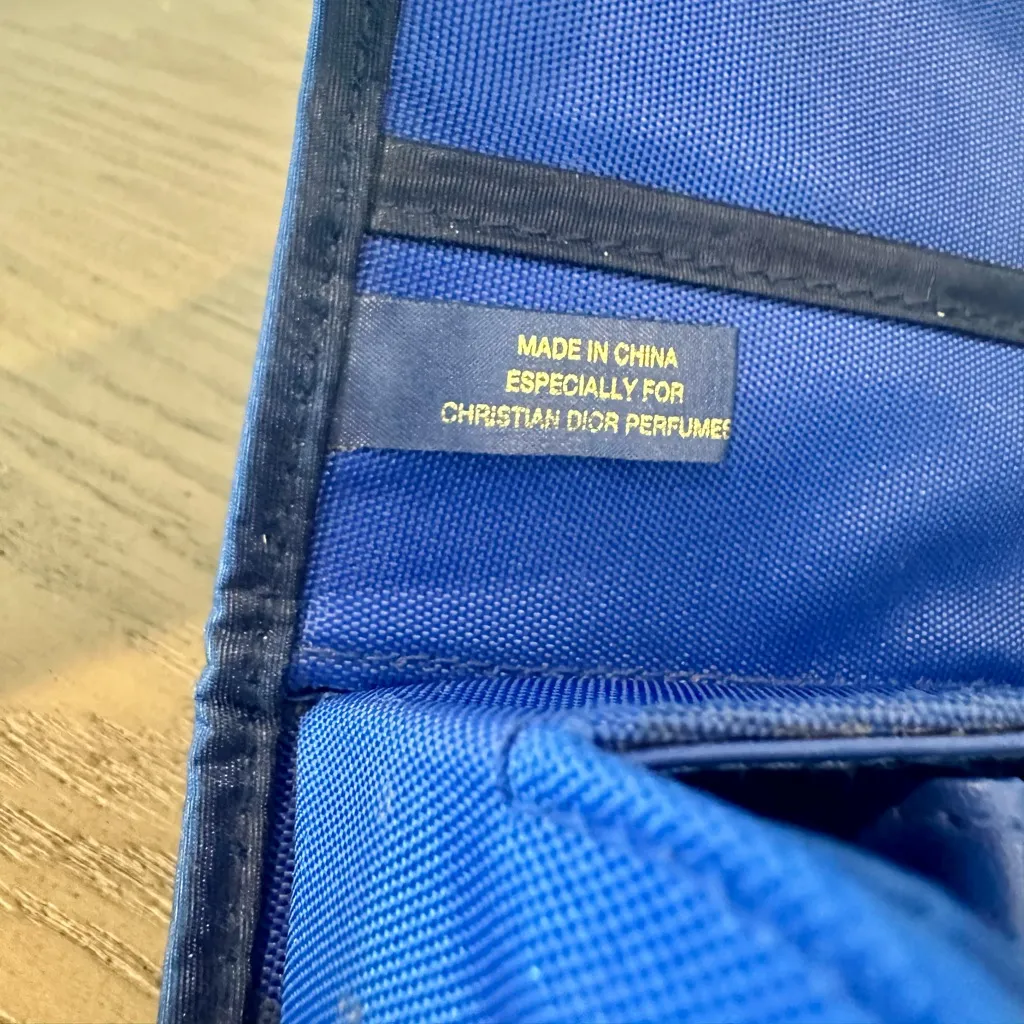 MADE IN CHINA
ESPECIALLY FOR
CHRISTIAN DIOR PERFUMES